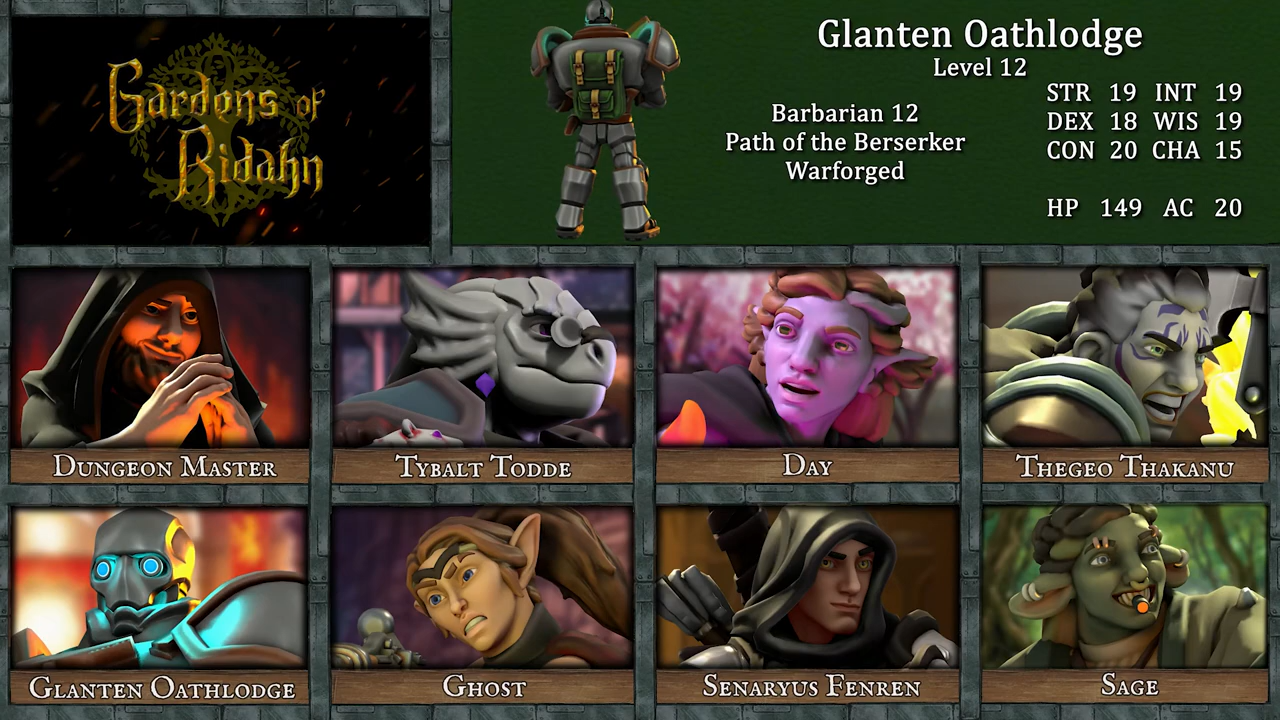 Gardens of
Ridahn
Glanten Oathlodge
Level 12
Barbarian 12
Path of the Berserker
Warforged
STR 19 INT 19
DEX 18 WIS 19
CON 20 CHA 15
HP 149 AC 20
Dungeon Master
Tybalt Todde
Day
Thegeo Thakanu
Glanten Oathlodge
Ghost
Senaryus Fenren
Sage